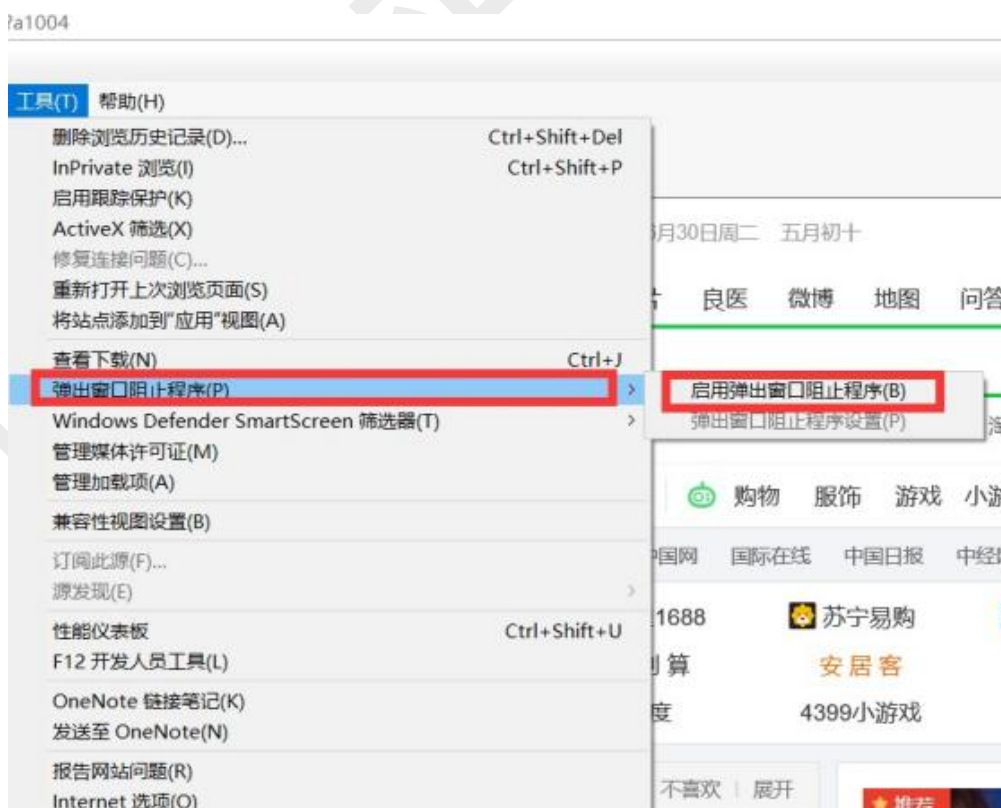 ?a1004
工具(T) 帮助(H)
删除浏览历史记录(D)... Ctrl+Shift+Del
InPrivate 浏览(I) Ctrl+Shift+P
启用跟踪保护(K)
ActiveX 筛选(X)
修复连接问题(C)...
重新打开上次浏览页面(S)
将站点添加到"应用"视图(A)
查看下载(N) Ctrl+J
弹出窗口阻止程序(P)
Windows Defender SmartScreen 筛选器(T)
管理媒体许可证(M)
管理加载项(A)
兼容性视图设置(B)
订阅此源(F)...
源发现(E)
性能仪表板 Ctrl+Shift+U
F12 开发人员工具(L)
OneNote 链接笔记(K)
发送至 OneNote(N)
报告网站问题(R)
Internet 选项(O)
启用弹出窗口阻止程序(B)
弹出窗口阻止程序设置(P)
月30日周二 五月初十
良医 微博 地图 问答
购物 服饰 游戏 小游
中国网 国际在线 中国日报 中经
1688 苏宁易购
算 安居客
度 4399小游戏
不喜欢 展开
推荐